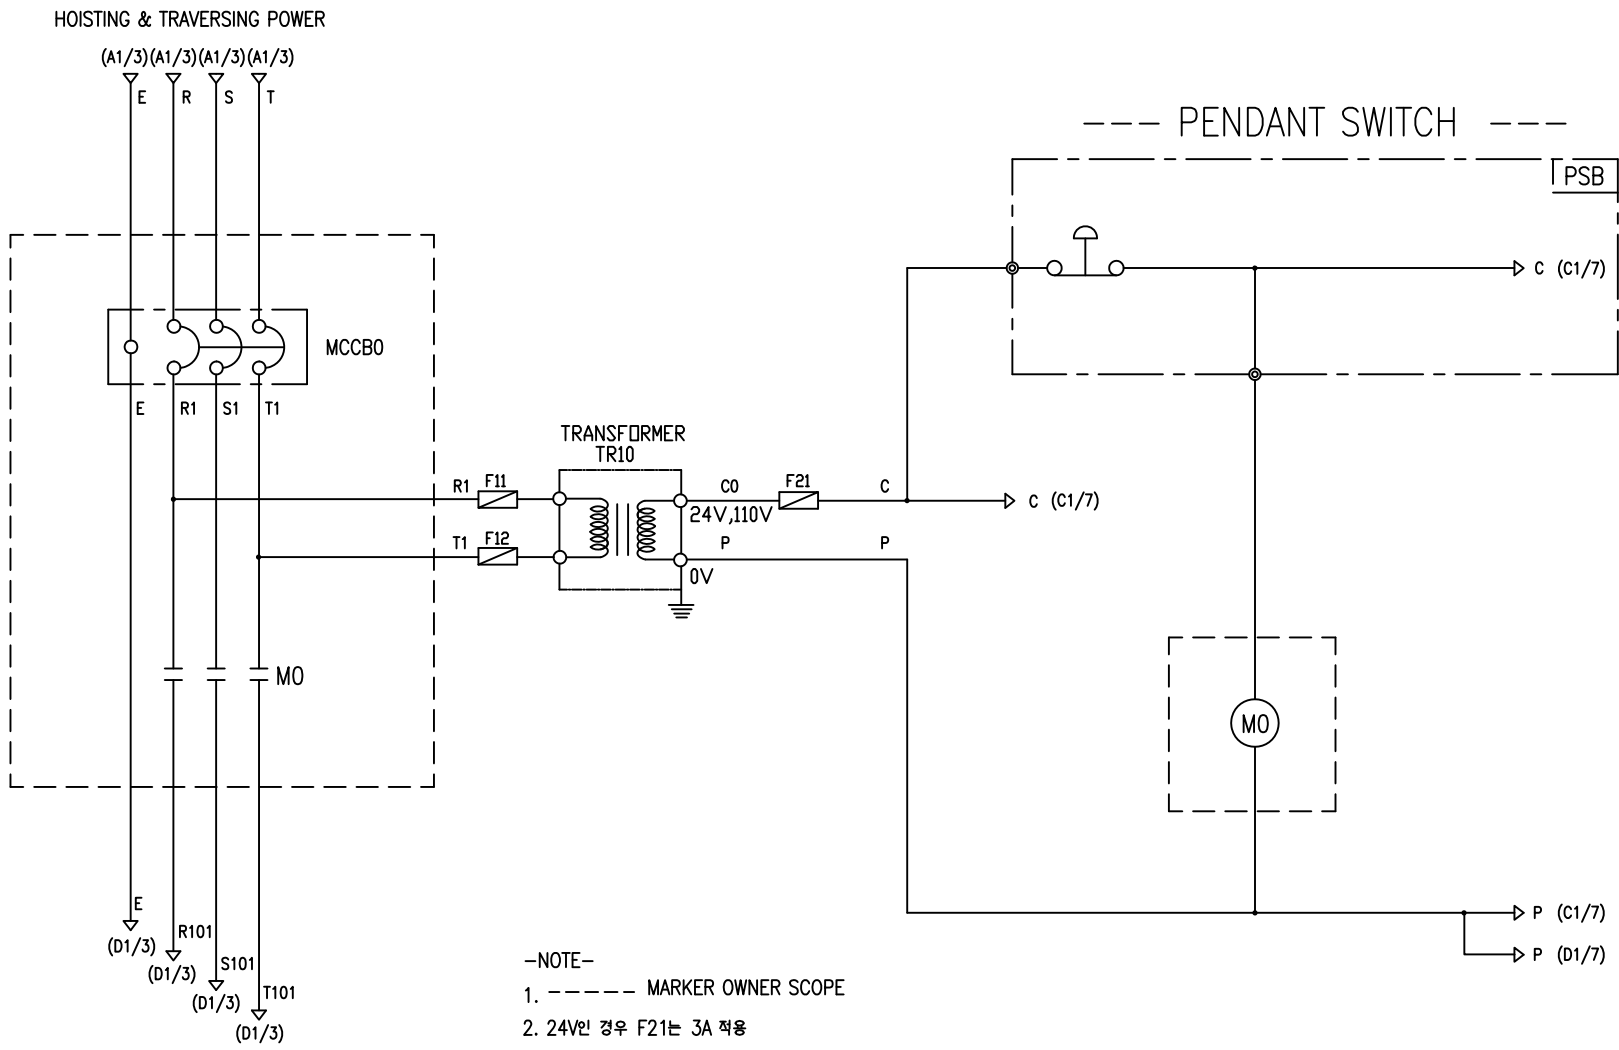 HOISTING & TRAVERSING POWER
(A1/3) (A1/3) (A1/3) (A1/3)
E R S T
PENDANT SWITCH
PSB
C (C1/7)
MCCB0
E R1 S1 T1
TRANSFORMER
TR10
R1 F11
C0 F21 C
C (C1/7)
24V,110V
T1 F12
P P
0V
M0
M0
E
(D1/3)
R101
(D1/3)
S101
(D1/3)
T101
(D1/3)
P (C1/7)
P (D1/7)
-NOTE-
1. ------ MARKER OWNER SCOPE
2. 24V인 경우 F21는 3A 적용